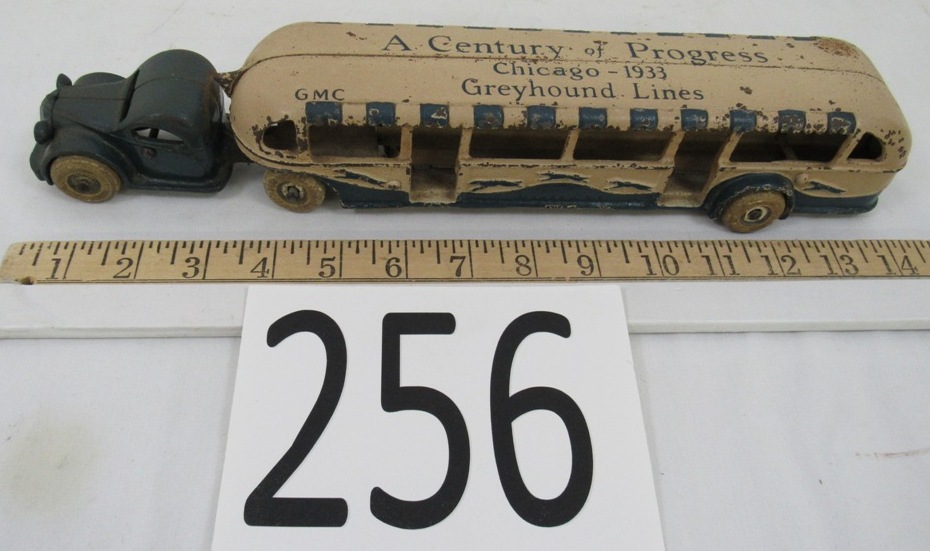 A Century of Progress
Chicago - 1933
GMC Greyhound Lines
1 2 3 4 5 6 7 8 9 10 11 12 13 14
256